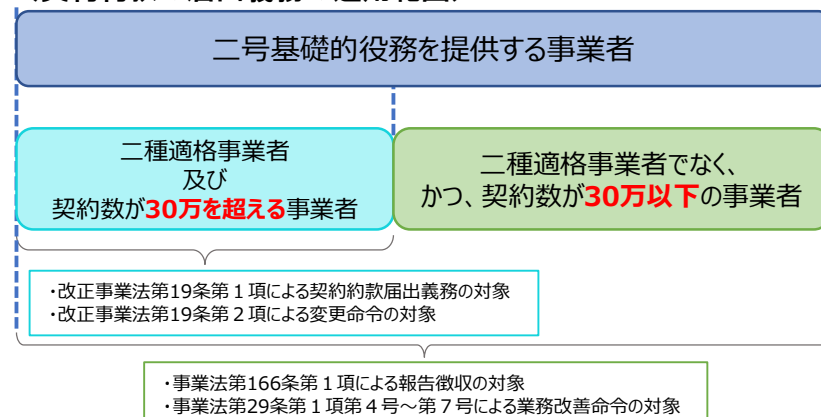 二号基礎的役務を提供する事業者
二種適格事業者
及び
契約数が30万を超える事業者
二種適格事業者でなく、
かつ、契約数が30万以下の事業者
・改正事業法第19条第１項による契約約款届出義務の対象
・改正事業法第19条第２項による変更命令の対象
・事業法第166条第１項による報告徴収の対象
・事業法第29条第１項第４号～第７号による業務改善命令の対象